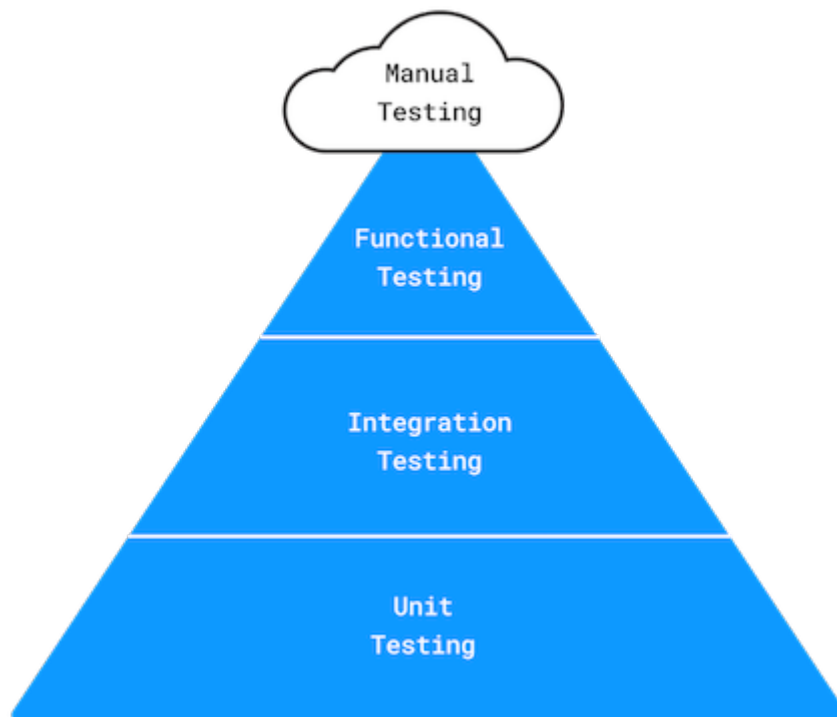 Manual
Testing
Functional
Testing
Integration
Testing
Unit
Testing